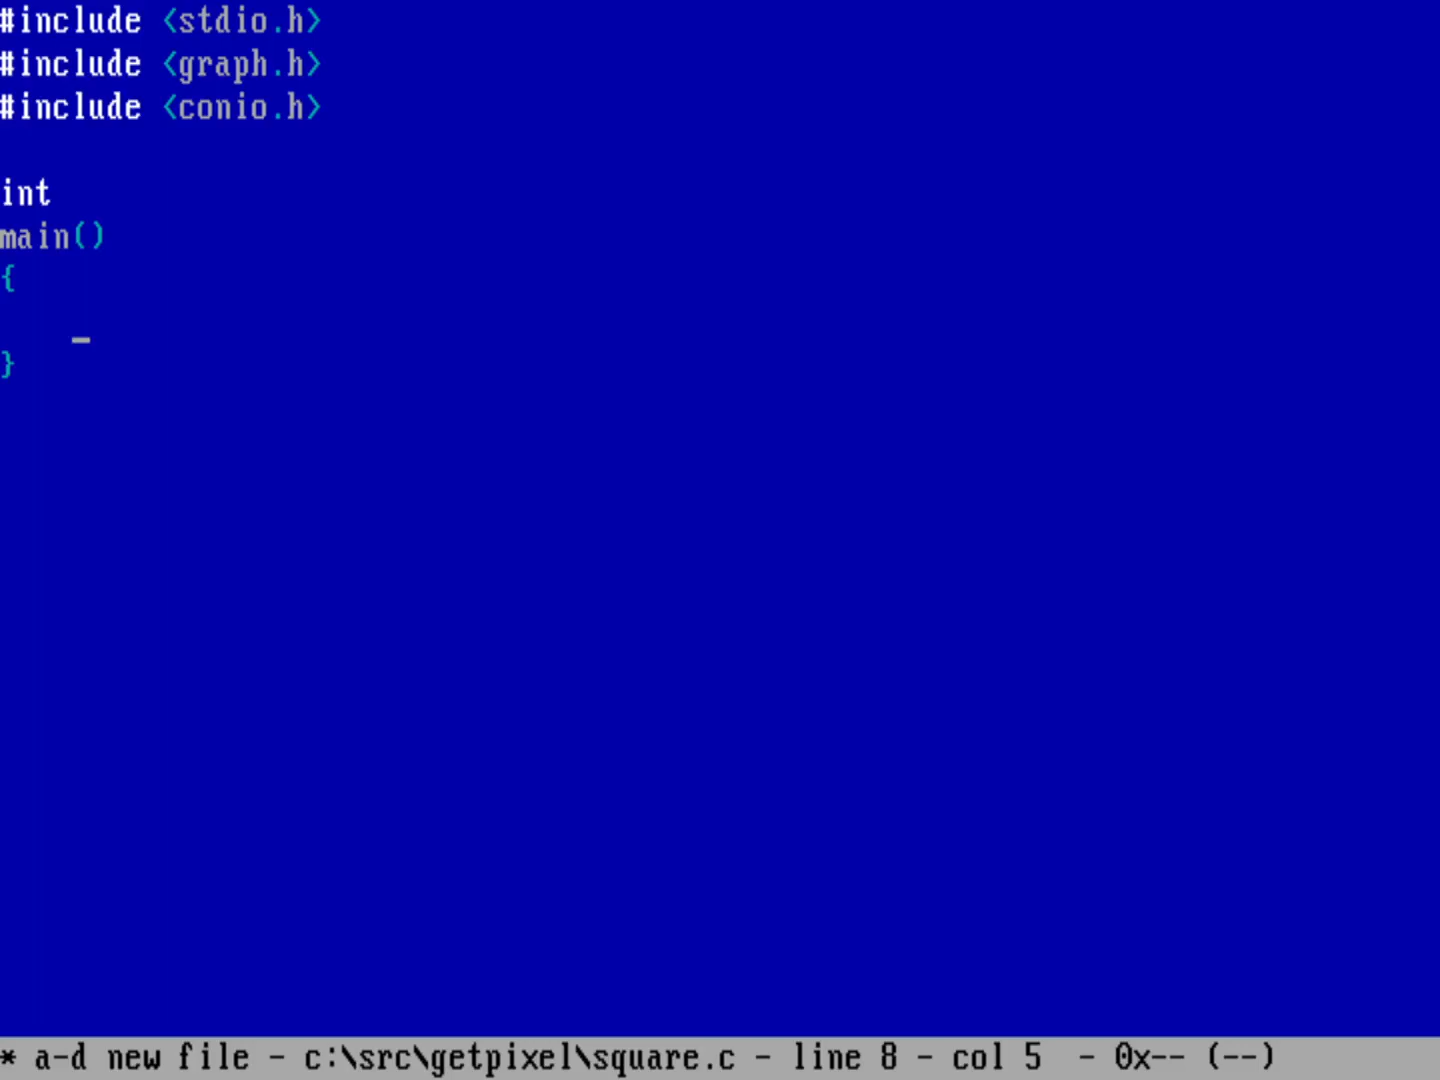 #include <stdio.h>
#include <graph.h>
#include <conio.h>
int
main()
{
}
* a-d new file - c:\src\getpixel\square.c - line 8 - col 5  - 0x-- (--)